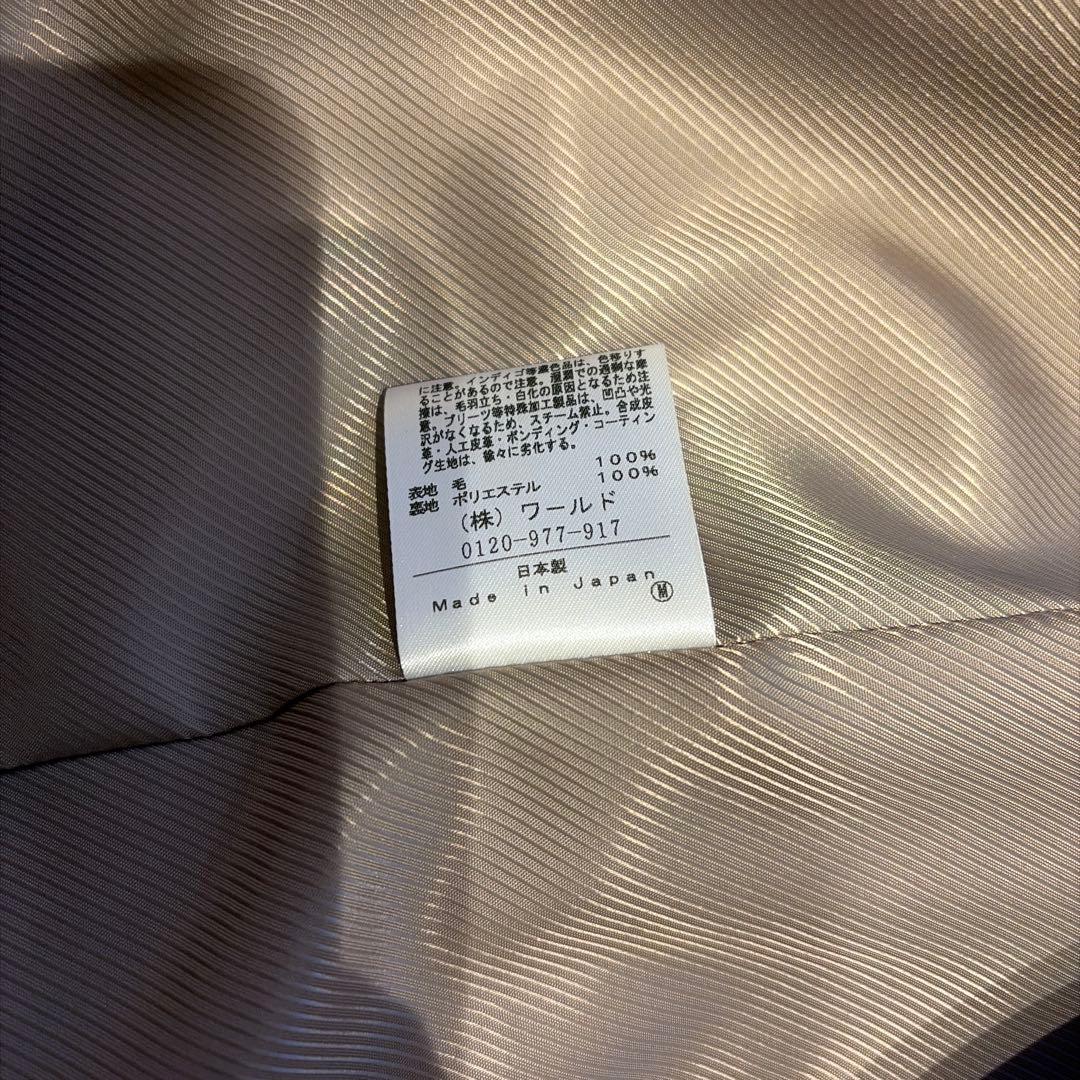 に注意。インディゴ等濃色品は、色移りす
ることがあるので注意。湿潤での過剰な摩
擦は、毛羽立ち・白化の原因となるため注
意。プリーツ等特殊加工製品は、凹凸や光
沢がなくなるため、スチーム禁止。合成皮
革・人工皮革・ボンディング・コーティン
グ生地は、徐々に劣化する。
表地 毛 100%
裏地 ポリエステル 100%
(株) ワールド
0120-977-917
日本製
Made in Japan
Ⓜ